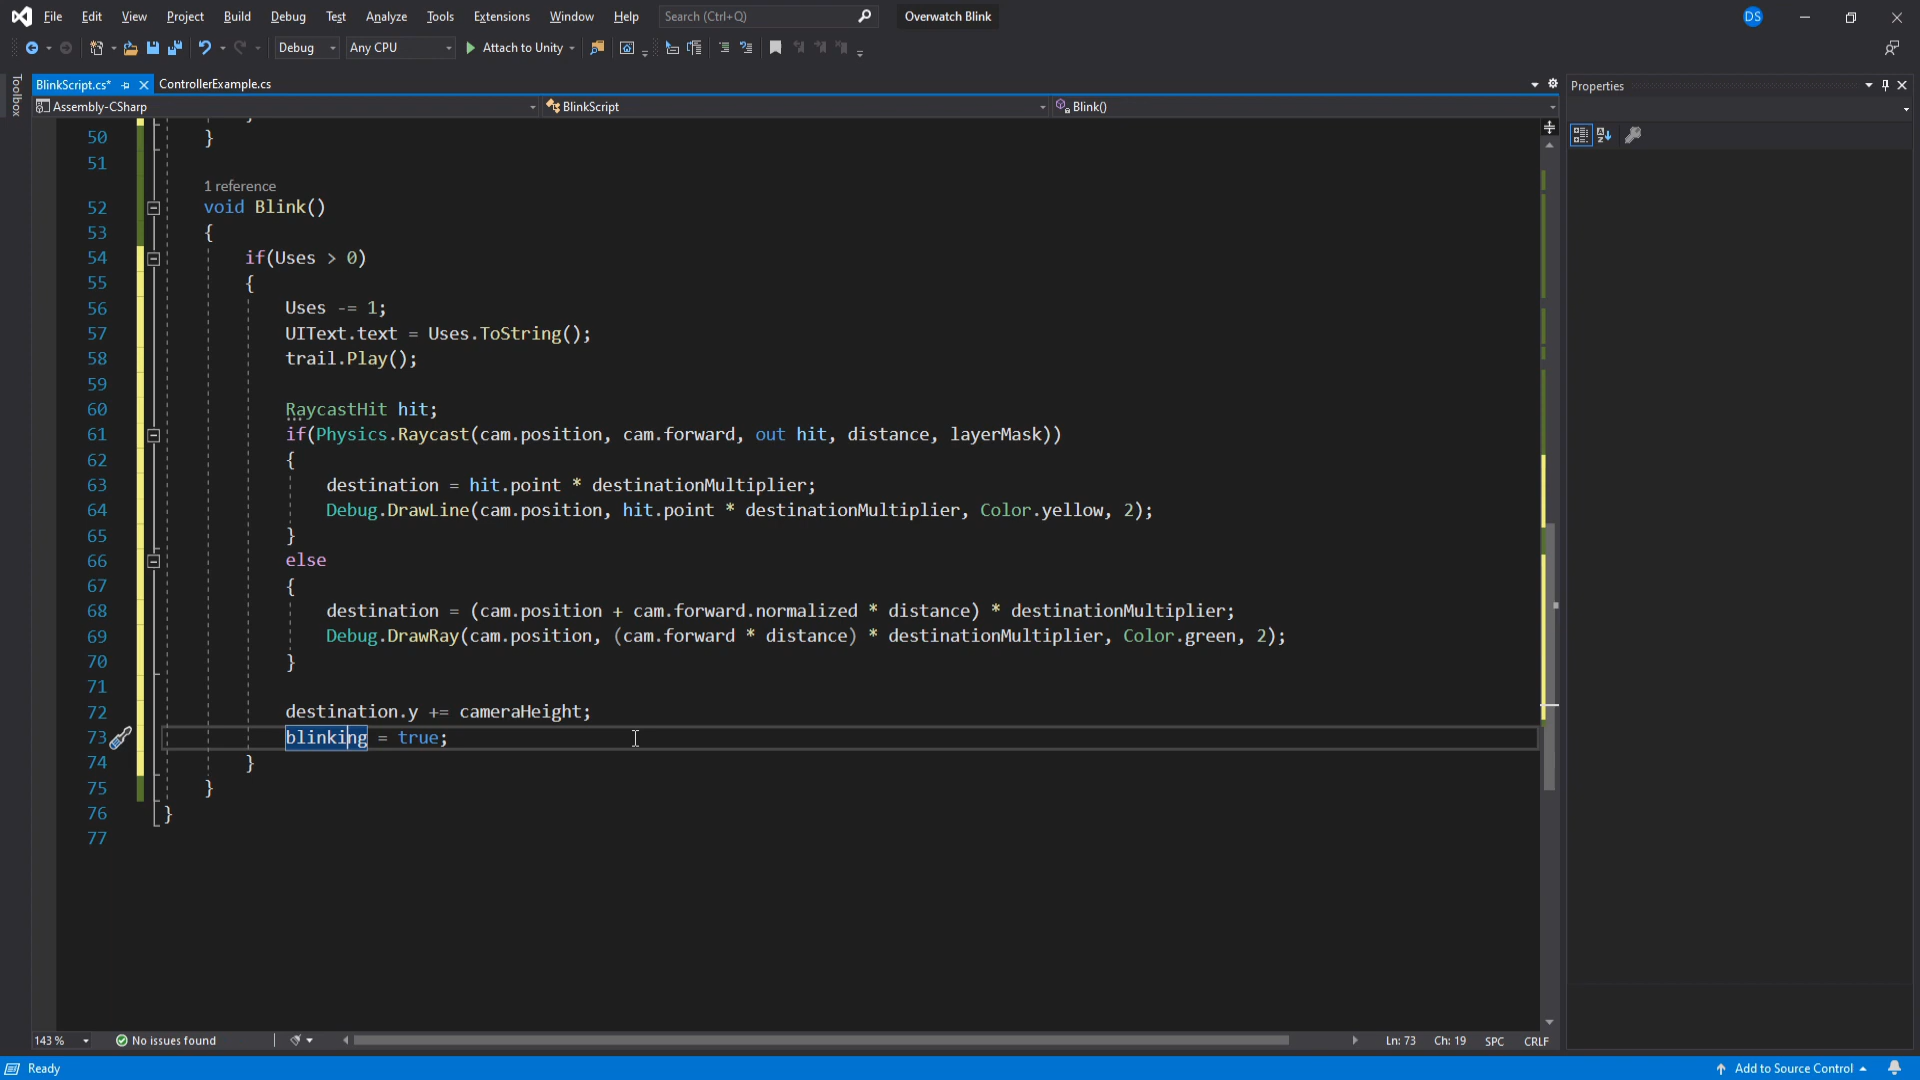 File Edit View Project Build Debug Test Analyze Tools Extensions Window Help Search (Ctrl+Q) Overwatch Blink DS
Debug Any CPU Attach to Unity
Toolbox
BlinkScript.cs* ControllerExample.cs
Properties
Assembly-CSharp BlinkScript Blink()
50 }
51
1 reference
52 void Blink()
53 {
54 if(Uses > 0)
55 {
56 Uses -= 1;
57 UIText.text = Uses.ToString();
58 trail.Play();
59
60 RaycastHit hit;
61 if(Physics.Raycast(cam.position, cam.forward, out hit, distance, layerMask))
62 {
63 destination = hit.point * destinationMultiplier;
64 Debug.DrawLine(cam.position, hit.point * destinationMultiplier, Color.yellow, 2);
65 }
66 else
67 {
68 destination = (cam.position + cam.forward.normalized * distance) * destinationMultiplier;
69 Debug.DrawRay(cam.position, (cam.forward * distance) * destinationMultiplier, Color.green, 2);
70 }
71
72 destination.y += cameraHeight;
73 blinking = true;
74 }
75 }
76 }
77
143 % No issues found Ln: 73 Ch: 19 SPC CRLF
Ready Add to Source Control